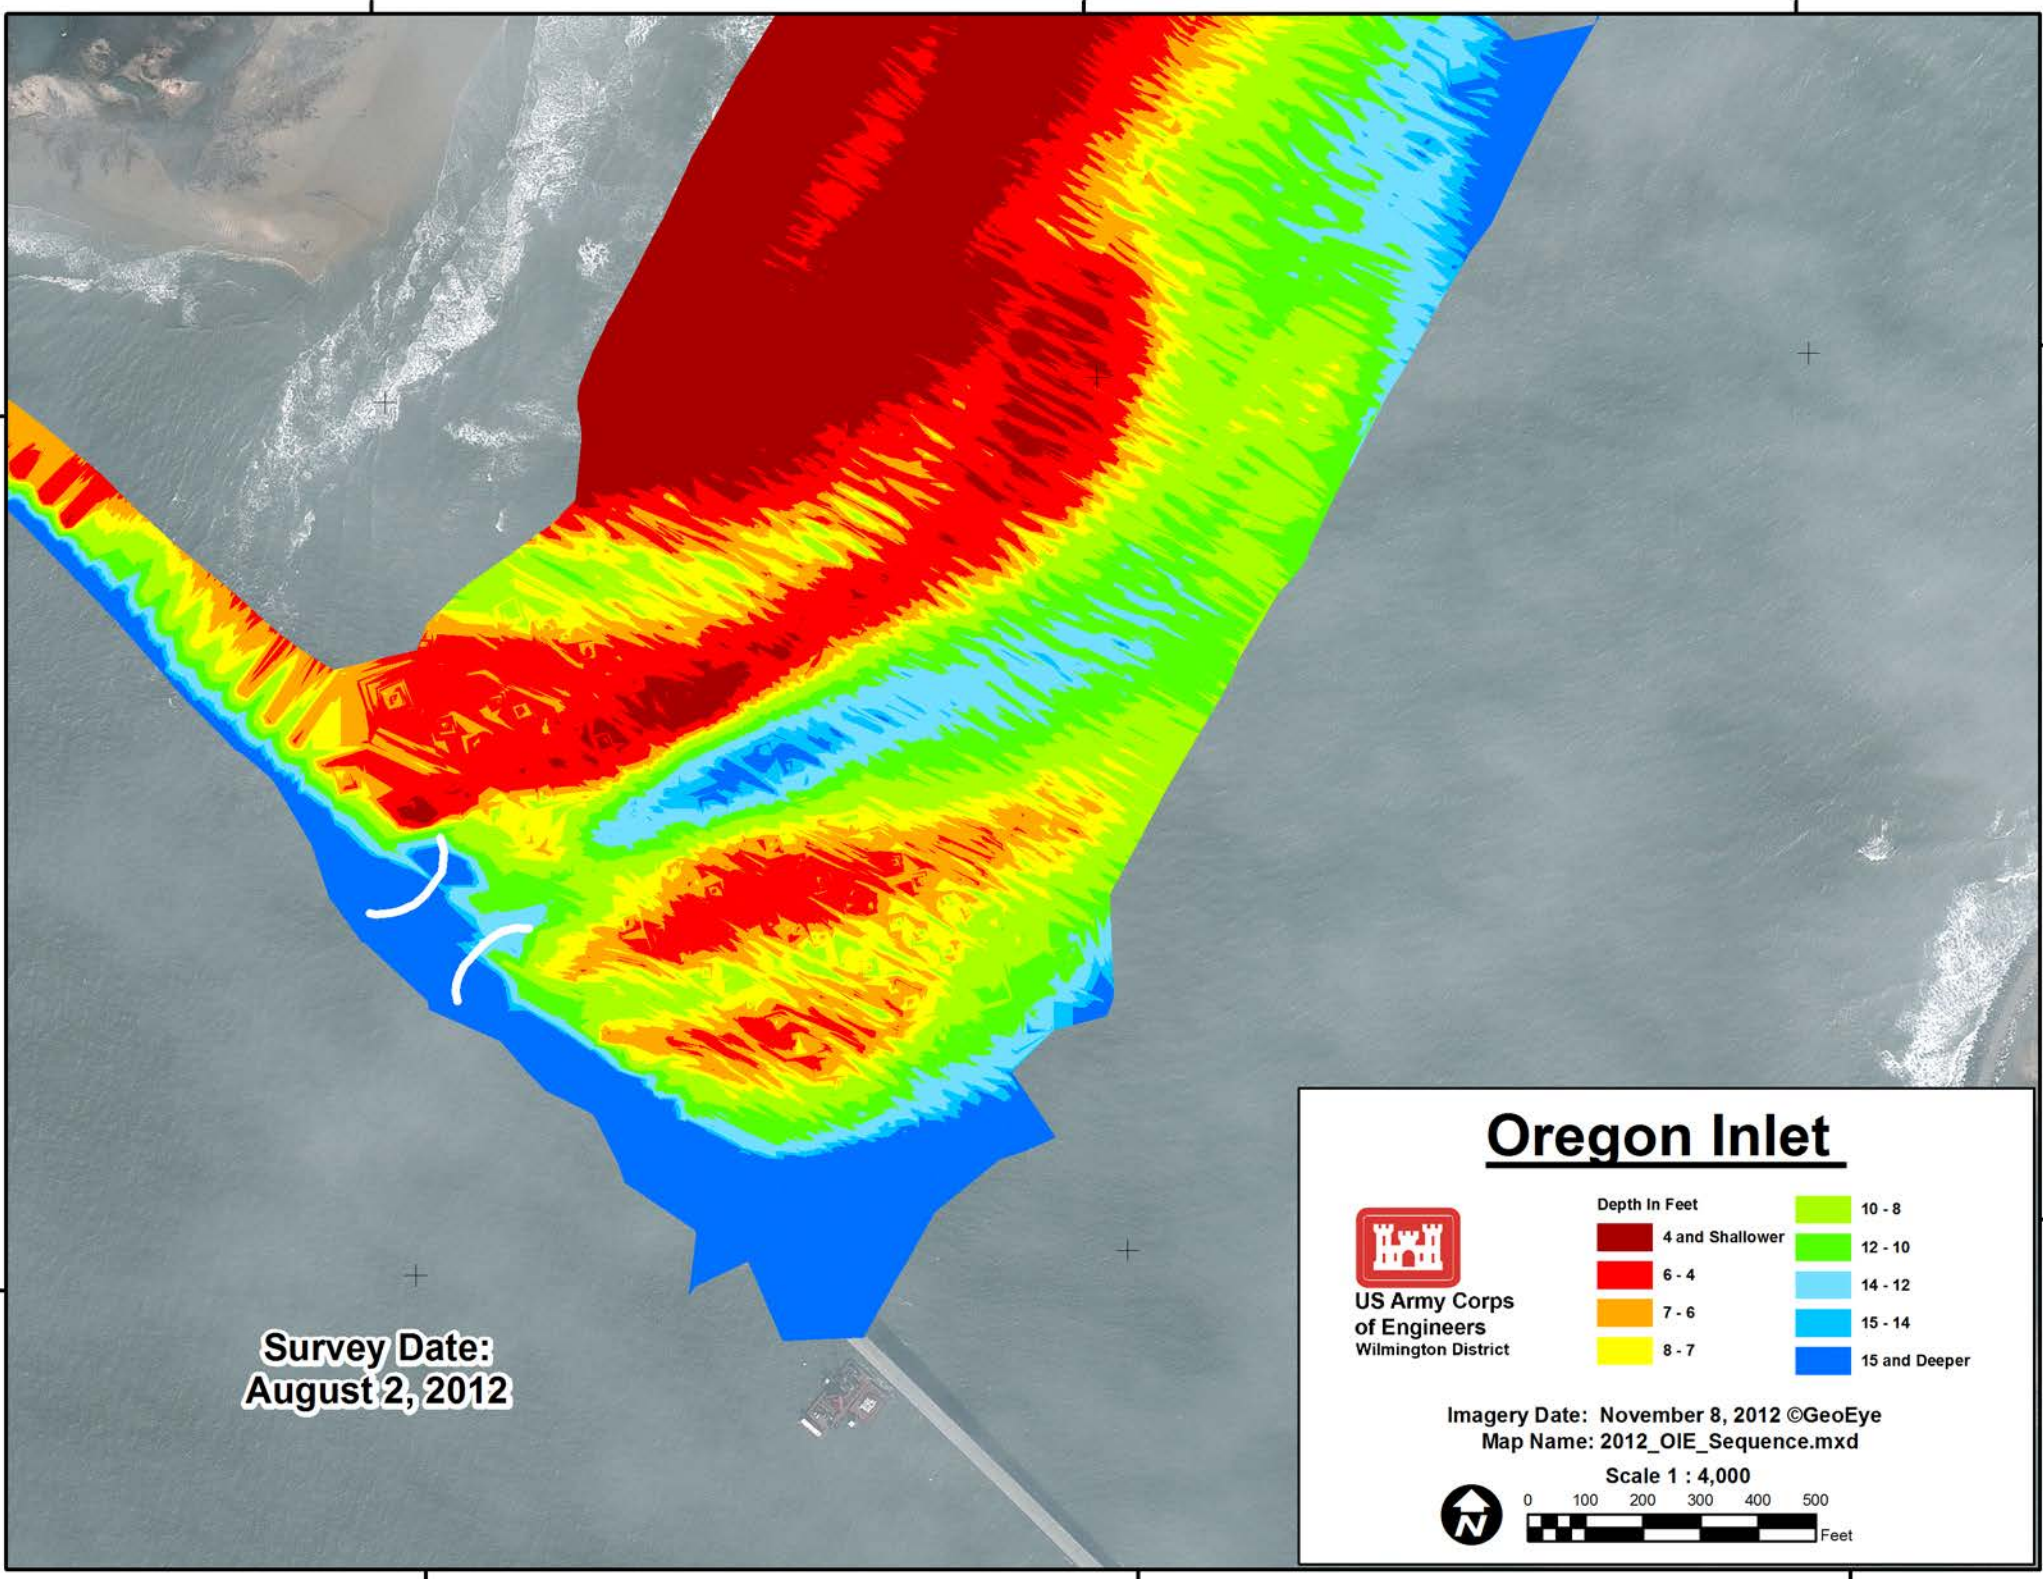 Survey Date:
August 2, 2012
Oregon Inlet
US Army Corps
of Engineers
Wilmington District
Depth In Feet
4 and Shallower
6 - 4
7 - 6
8 - 7
10 - 8
12 - 10
14 - 12
15 - 14
15 and Deeper
Imagery Date: November 8, 2012 ©GeoEye
Map Name: 2012_OIE_Sequence.mxd
Scale 1 : 4,000
0 100 200 300 400 500
Feet
N